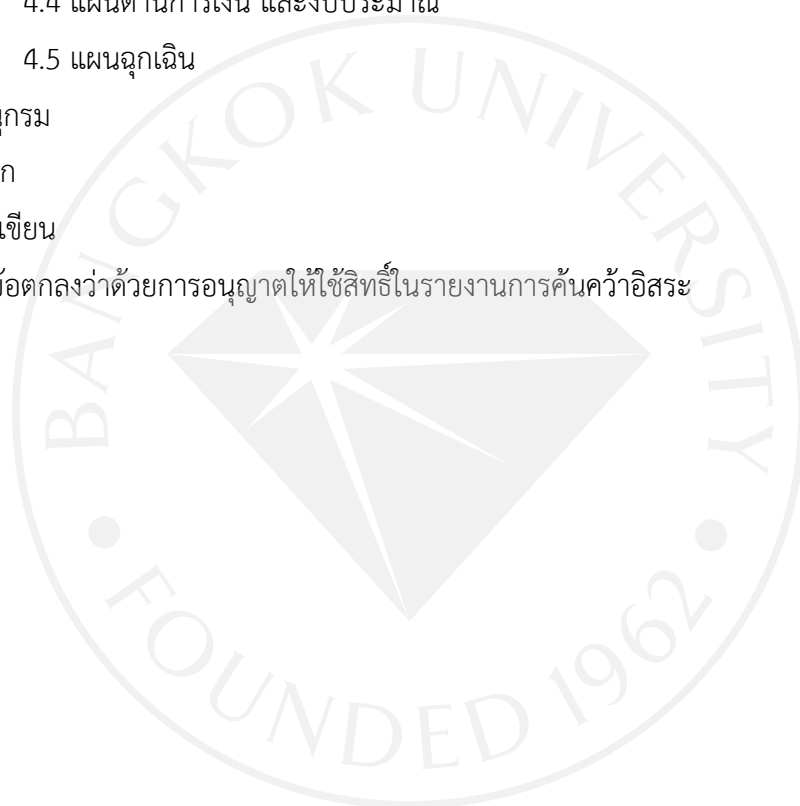 4.4 แผนด้านการเงิน และงบประมาณ
4.5 แผนฉุกเฉิน
นุกรม
ก
เขียน
ข้อตกลงว่าด้วยการอนุญาตให้ใช้สิทธิ์ในรายงานการค้นคว้าอิสระ
BANGKOK UNIVERSITY
FOUNDED 1962